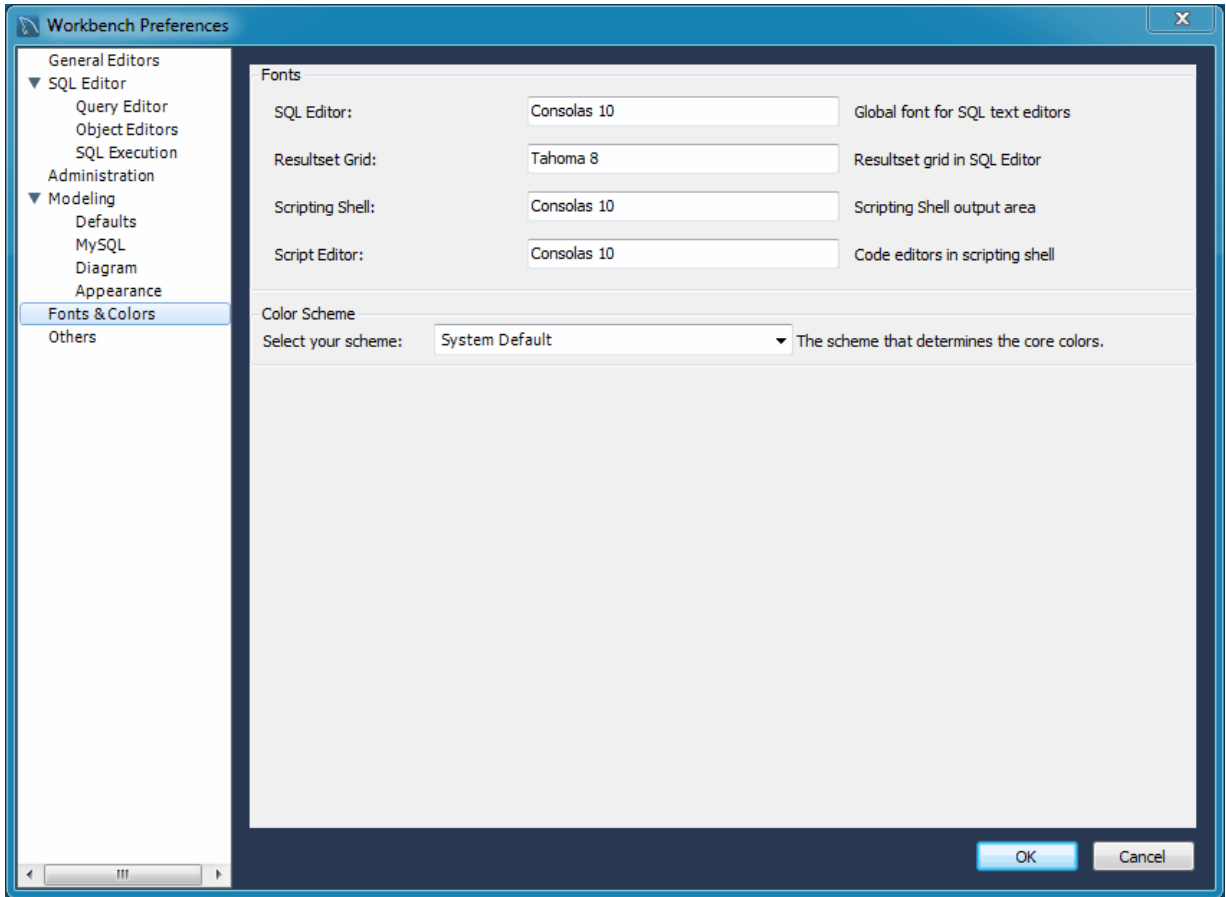 Workbench Preferences
General Editors
SQL Editor
Query Editor
Object Editors
SQL Execution
Administration
Modeling
Defaults
MySQL
Diagram
Appearance
Fonts & Colors
Others
Fonts
SQL Editor: Consolas 10 Global font for SQL text editors
Resultset Grid: Tahoma 8 Resultset grid in SQL Editor
Scripting Shell: Consolas 10 Scripting Shell output area
Script Editor: Consolas 10 Code editors in scripting shell
Color Scheme
Select your scheme: System Default The scheme that determines the core colors.
OK Cancel